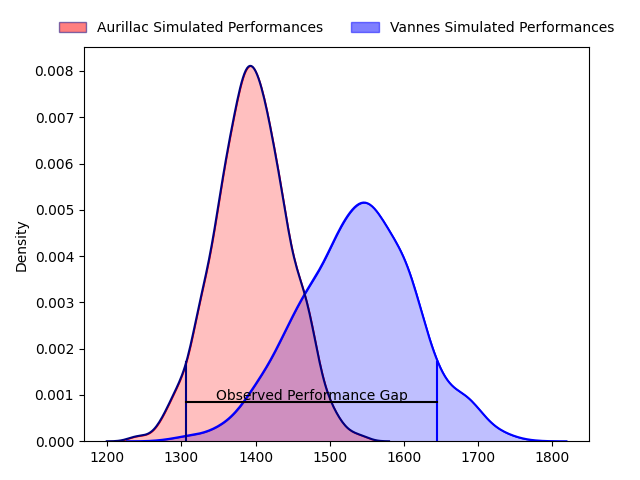 Aurillac Simulated Performances Vannes Simulated Performances
0.008
0.007
0.006
0.005
0.004
0.003
0.002
0.001
0.000
Density
Observed Performance Gap
1200 1300 1400 1500 1600 1700 1800